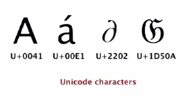 A á ∂ 𝔊
U+0041 U+00E1 U+2202 U+1D50A
Unicode characters